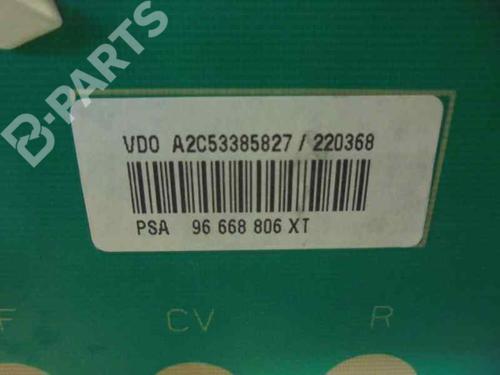 B-PARTS
VDO A2C53385827 / 220368
PSA 96 668 806 XT
F CV R